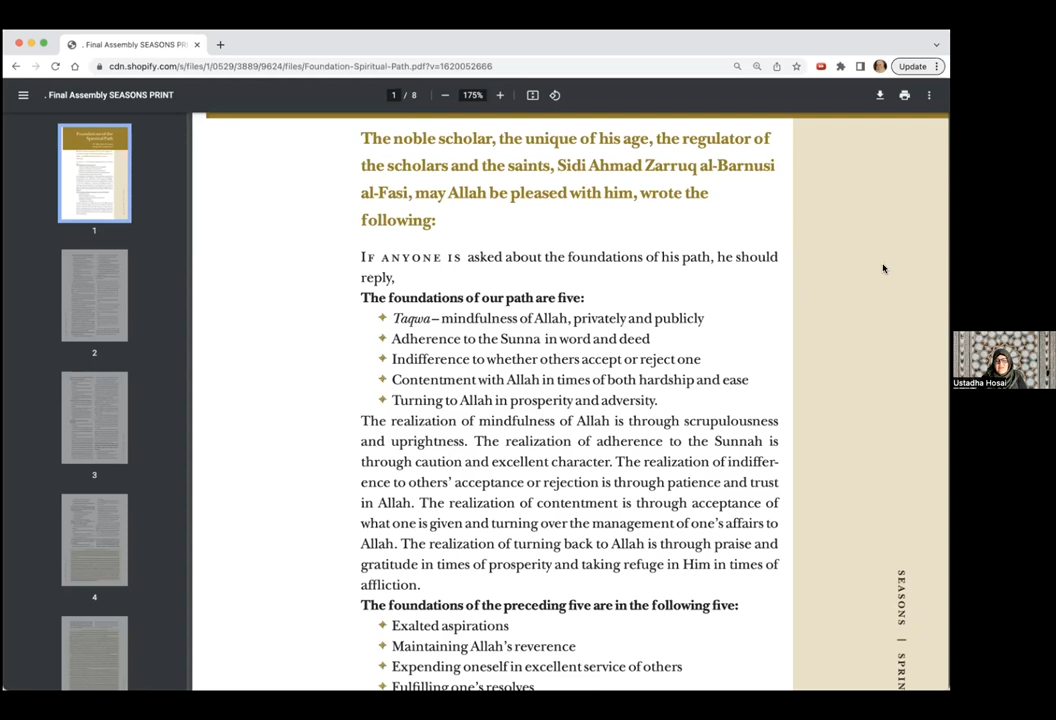 . Final Assembly SEASONS PRI
Update
cdn.shopify.com/s/files/1/0529/3889/9624/files/Foundation-Spiritual-Path.pdf?v=1620052666
. Final Assembly SEASONS PRINT
1 / 8
175%
The noble scholar, the unique of his age, the regulator of
the scholars and the saints, Sidi Ahmad Zarruq al-Barnusi
al-Fasi, may Allah be pleased with him, wrote the
following:
IF ANYONE IS asked about the foundations of his path, he should
reply,
The foundations of our path are five:
Taqwa– mindfulness of Allah, privately and publicly
Adherence to the Sunna in word and deed
Indifference to whether others accept or reject one
Contentment with Allah in times of both hardship and ease
Turning to Allah in prosperity and adversity.
The realization of mindfulness of Allah is through scrupulousness
and uprightness. The realization of adherence to the Sunnah is
through caution and excellent character. The realization of indiffer-
ence to others’ acceptance or rejection is through patience and trust
in Allah. The realization of contentment is through acceptance of
what one is given and turning over the management of one’s affairs to
Allah. The realization of turning back to Allah is through praise and
gratitude in times of prosperity and taking refuge in Him in times of
affliction.
The foundations of the preceding five are in the following five:
Exalted aspirations
Maintaining Allah’s reverence
Expending oneself in excellent service of others
Fulfilling one’s resolves
SEASONS | SPRIN
1
2
3
4
Ustadha Hosai